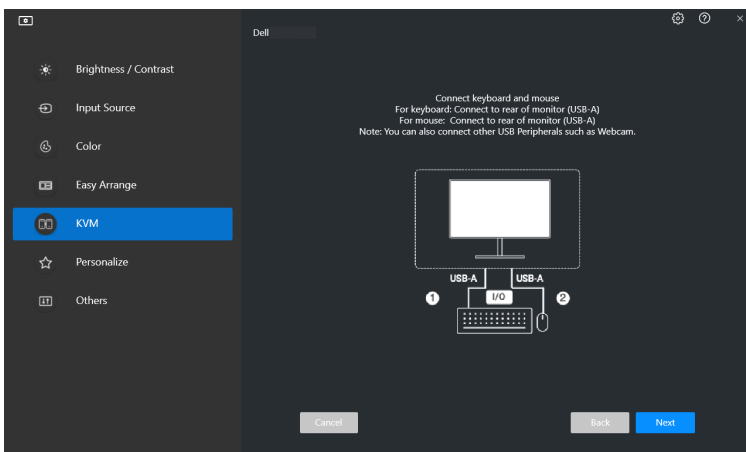 Dell
Brightness / Contrast
Input Source
Color
Easy Arrange
KVM
Personalize
Others
Connect keyboard and mouse
For keyboard: Connect to rear of monitor (USB-A)
For mouse: Connect to rear of monitor (USB-A)
Note: You can also connect other USB Peripherals such as Webcam.
USB-A USB-A
1 I/O 2
Cancel Back Next